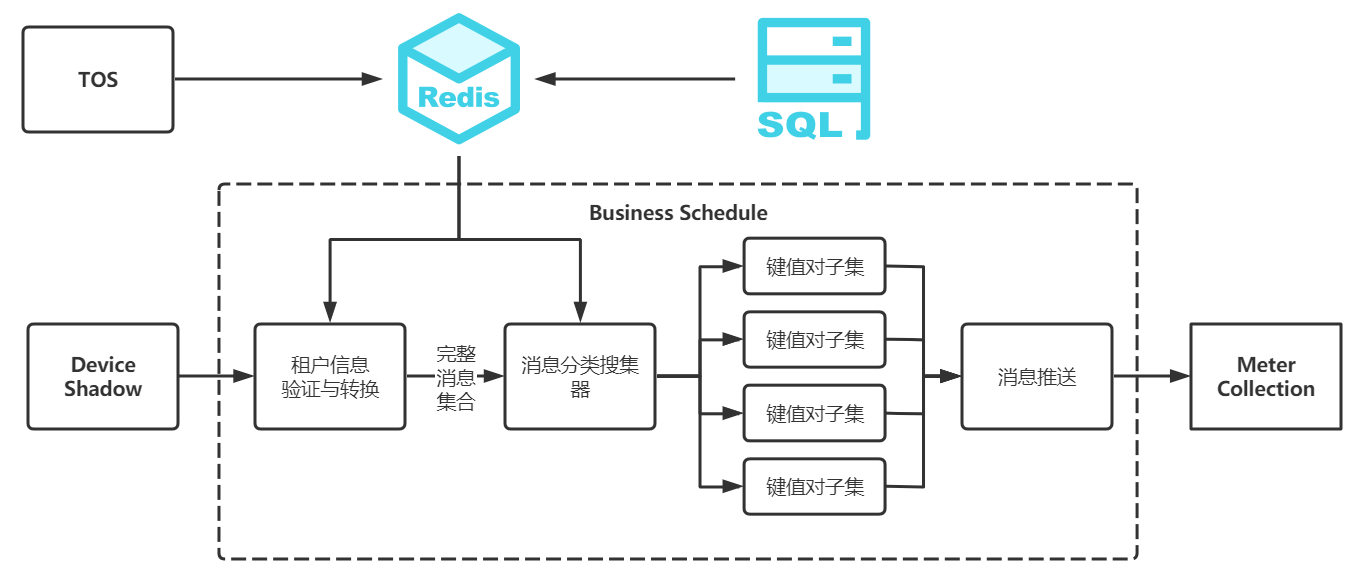 TOS
Redis
SQL
Business Schedule
Device
Shadow
租户信息
验证与转换
完整
消息
集合
消息分类搜集
器
键值对子集
键值对子集
键值对子集
键值对子集
消息推送
Meter
Collection